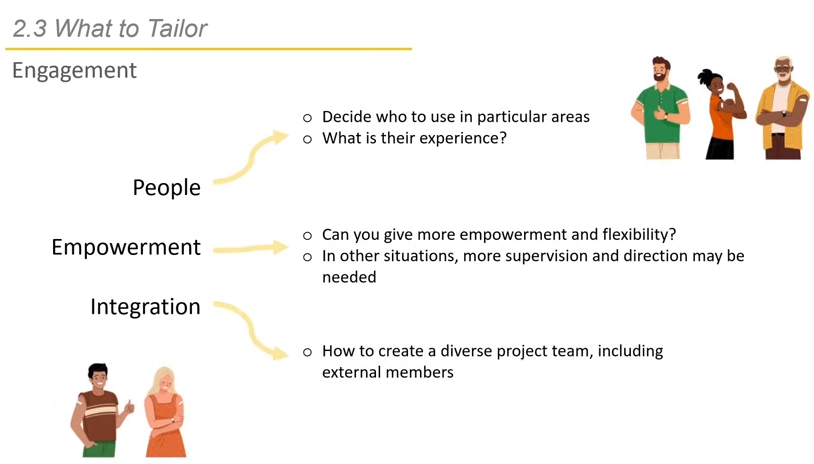 2.3 What to Tailor
Engagement
People
o Decide who to use in particular areas
o What is their experience?
Empowerment
o Can you give more empowerment and flexibility?
o In other situations, more supervision and direction may be
needed
Integration
o How to create a diverse project team, including
external members